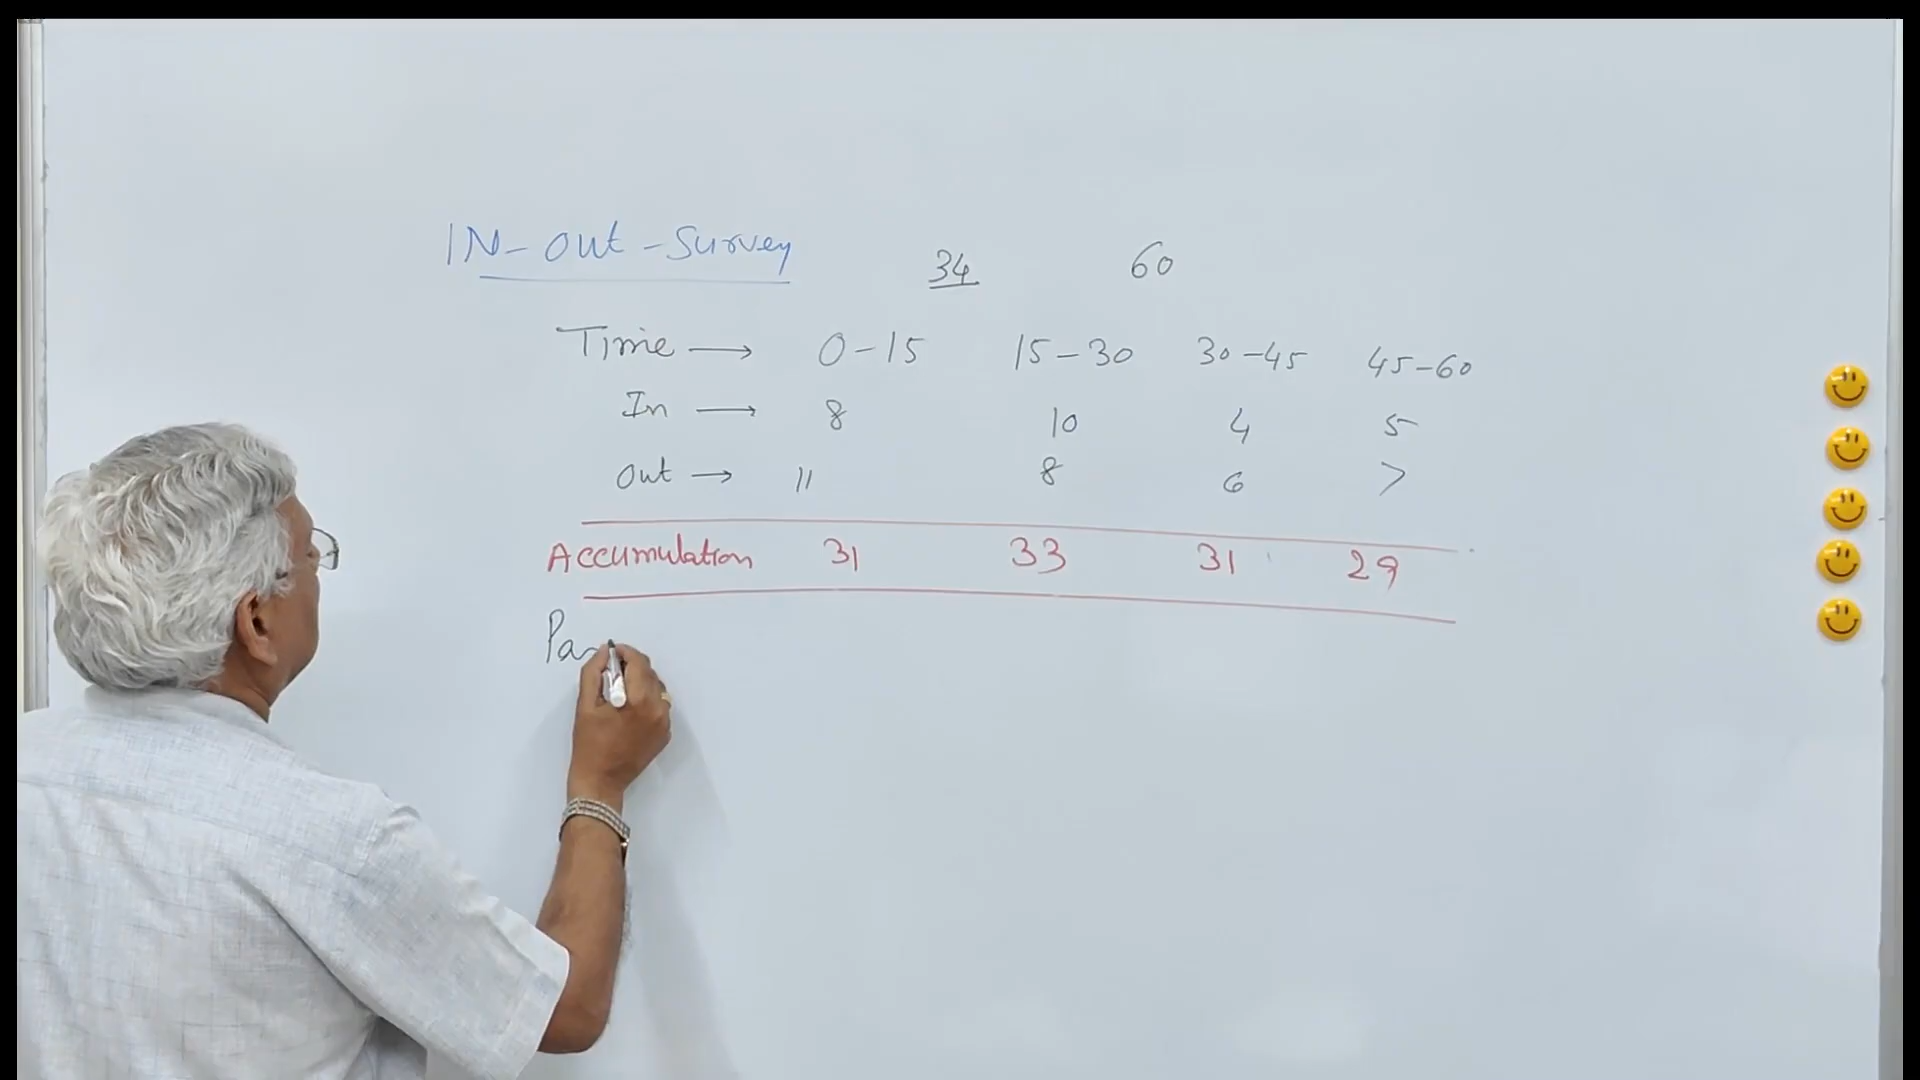 IN-Out-Survey 34 60
Time → 0-15 15-30 30-45 45-60
In → 8 10 4 5
Out → 11 8 6 7
Accumulation 31 33 31 29
Par